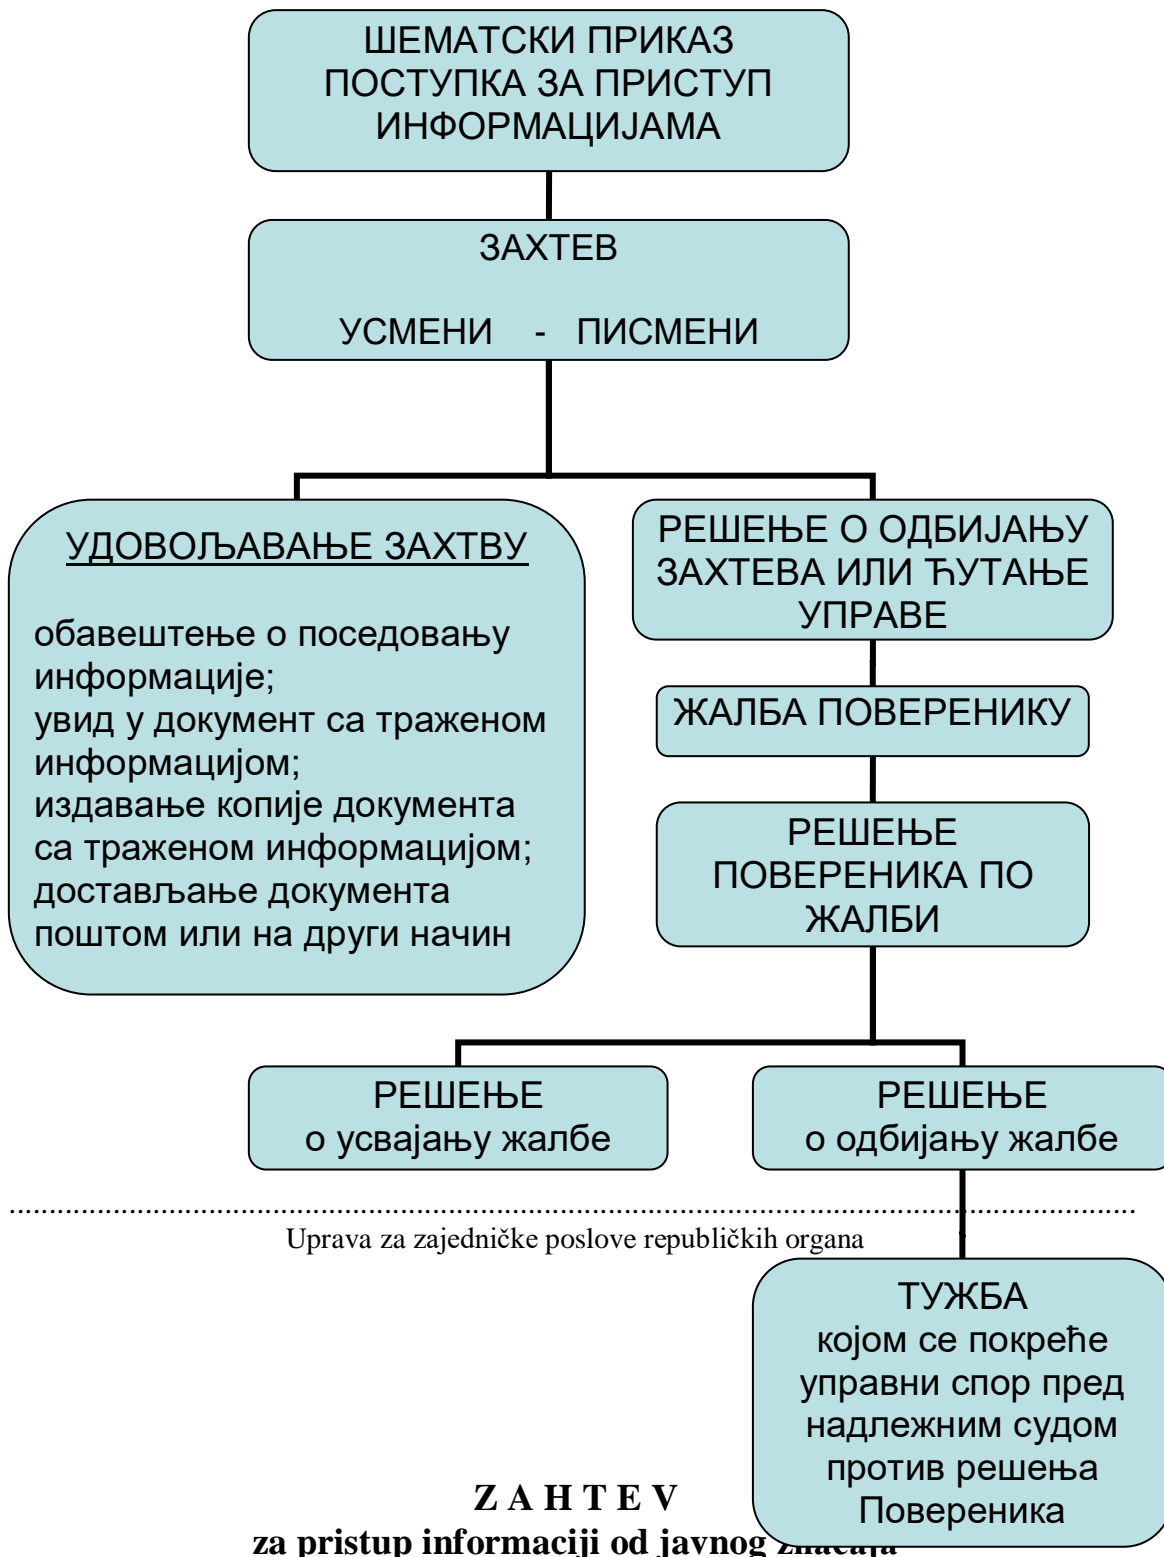 ШЕМАТСКИ ПРИКАЗ
ПОСТУПКА ЗА ПРИСТУП
ИНФОРМАЦИЈАМА
ЗАХТЕВ
УСМЕНИ - ПИСМЕНИ
УДОВОЉАВАЊЕ ЗАХТВУ
обавештење о поседовању
информације;
увид у документ са траженом
информацијом;
издавање копије документа
са траженом информацијом;
достављање документа
поштом или на други начин
РЕШЕЊЕ О ОДБИЈАЊУ
ЗАХТЕВА ИЛИ ЋУТАЊЕ
УПРАВЕ
ЖАЛБА ПОВЕРЕНИКУ
РЕШЕЊЕ
ПОВЕРЕНИКА ПО
ЖАЛБИ
РЕШЕЊЕ
о усвајању жалбе
РЕШЕЊЕ
о одбијању жалбе
Uprava za zajedničke poslove republičkih organa
ТУЖБА
којом се покреће
управни спор пред
надлежним судом
против решења
Повереника
Z A H T E V
za pristup informaciji od javnog značaja